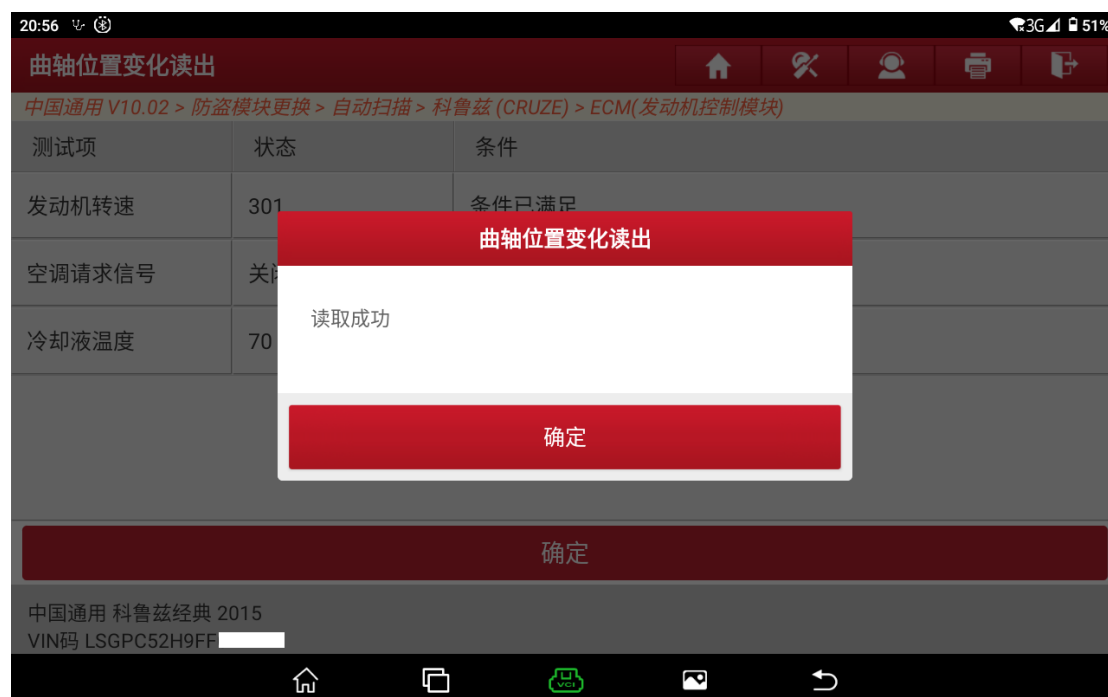 20:56 3G 51%
曲轴位置变化读出
中国通用 V10.02 > 防盗模块更换 > 自动扫描 > 科鲁兹 (CRUZE) > ECM(发动机控制模块)
测试项 状态 条件
发动机转速 301 条件已满足
空调请求信号
冷却液温度 70
曲轴位置变化读出
读取成功
确定
确定
中国通用 科鲁兹经典 2015
VIN码 LSGPC52H9FF
VCI